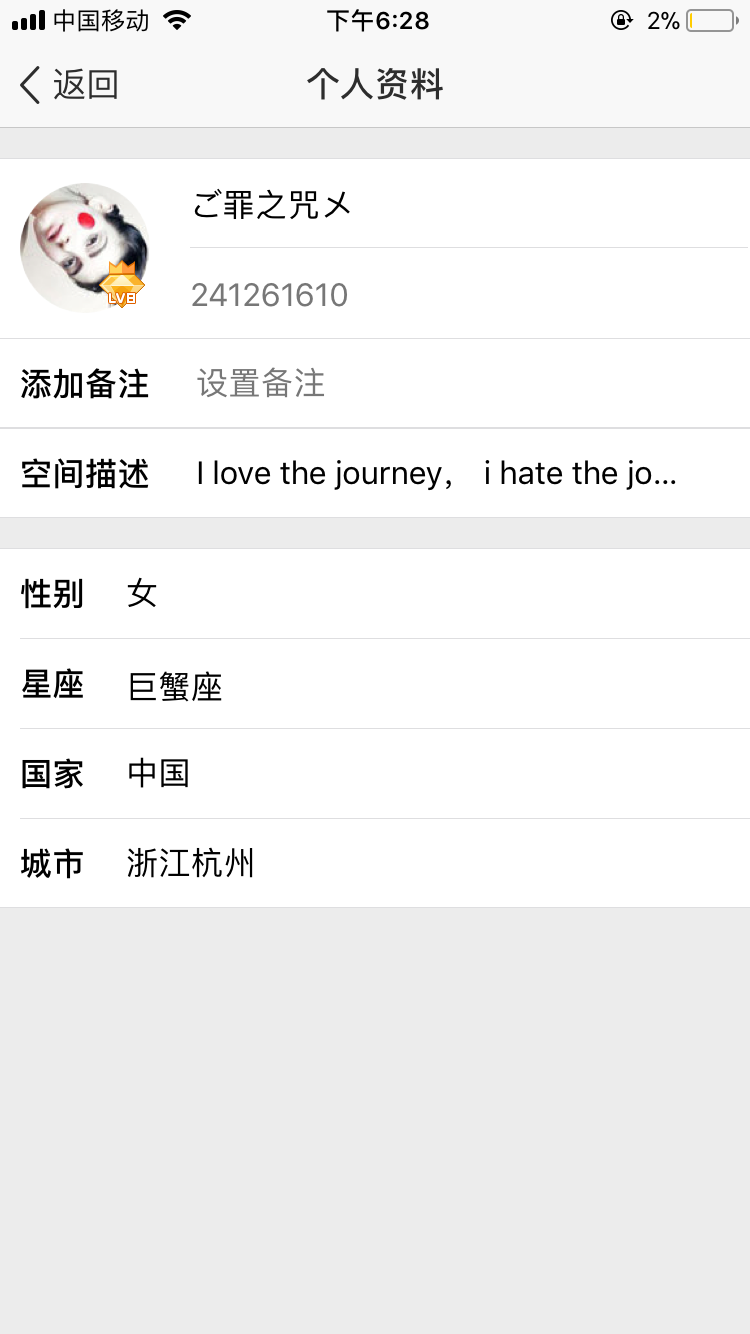 中国移动 下午6:28 2%
返回 个人资料
ご罪之咒メ
LV8
241261610
添加备注 设置备注
空间描述 I love the journey， i hate the jo...
性别 女
星座 巨蟹座
国家 中国
城市 浙江杭州